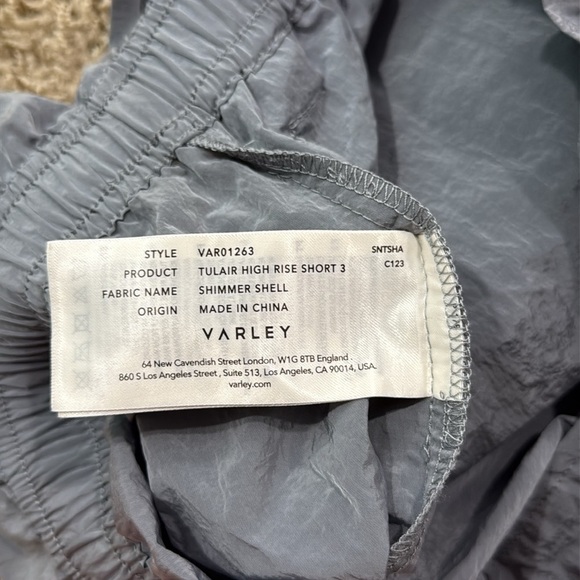 STYLE VAR01263 SNTSHA
PRODUCT TULAIR HIGH RISE SHORT 3 C123
FABRIC NAME SHIMMER SHELL
ORIGIN MADE IN CHINA
VARLEY
64 New Cavendish Street London, W1G 8TB England .
860 S Los Angeles Street , Suite 513, Los Angeles, CA 90014, USA.
varley.com